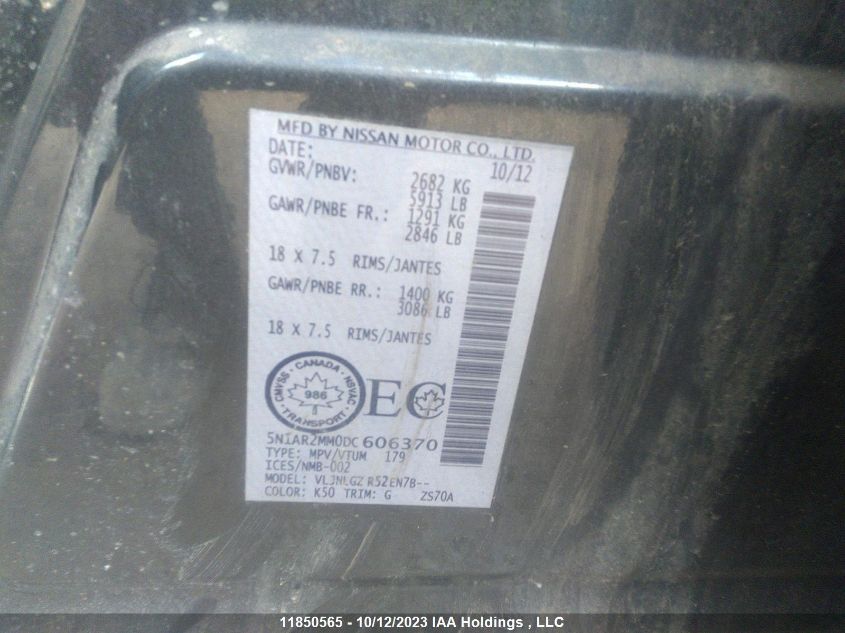 MFD BY NISSAN MOTOR CO., LTD.
DATE: 10/12
GVWR/PNBV: 2682 KG
5913 LB
GAWR/PNBE FR.: 1291 KG
2846 LB
18 X 7.5 RIMS/JANTES
GAWR/PNBE RR.: 1400 KG
3086 LB
18 X 7.5 RIMS/JANTES
CANADA
CMVSS NSVAC
986
TRANSPORT
EC
5N1AR2MM0DC606370
TYPE: MPV/VTUM 179
ICES/NMB-002
MODEL: VLJNLGZ R52EN7B--
COLOR: K50 TRIM: G ZS70A
11850565 - 10/12/2023 IAA Holdings , LLC